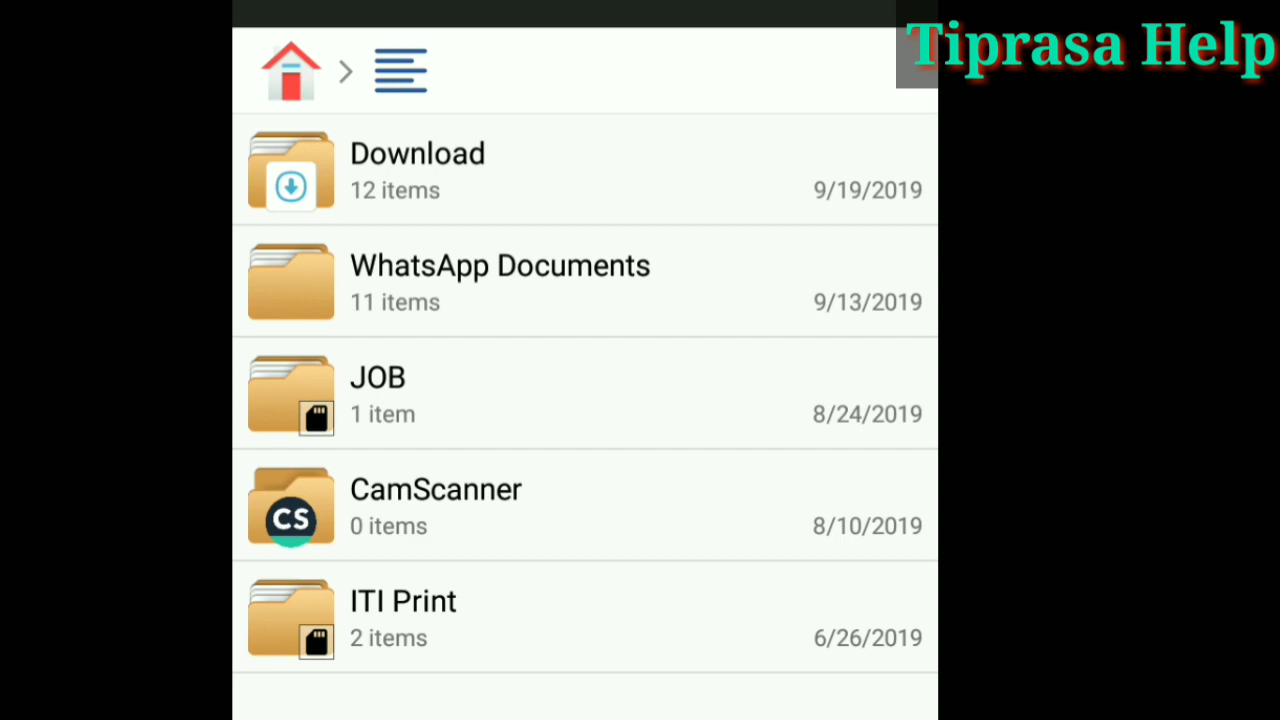 Tiprasa Help
Download
12 items 9/19/2019
WhatsApp Documents
11 items 9/13/2019
JOB
1 item 8/24/2019
CamScanner
CS
0 items 8/10/2019
ITI Print
2 items 6/26/2019